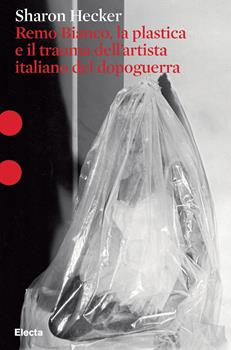 Sharon Hecker
Remo Bianco, la plastica
e il trauma dell'artista
italiano del dopoguerra
Electa